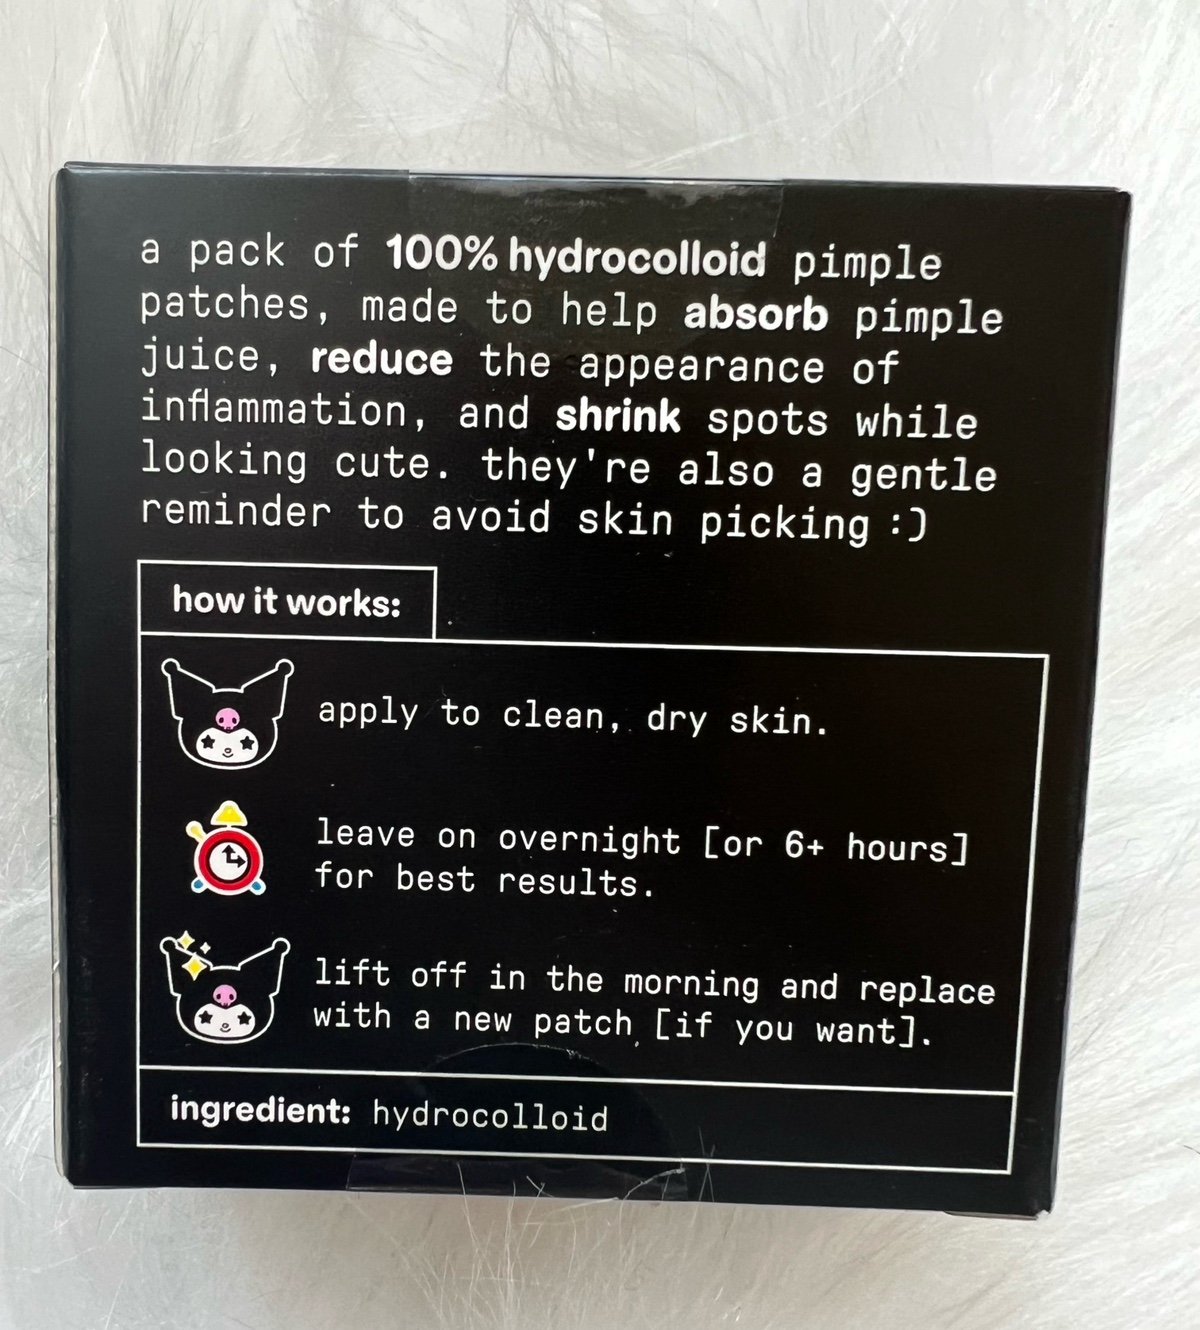 a pack of 100% hydrocolloid pimple
patches, made to help absorb pimple
juice, reduce the appearance of
inflammation, and shrink spots while
looking cute. they're also a gentle
reminder to avoid skin picking :)
how it works:
apply to clean, dry skin.
leave on overnight [or 6+ hours]
for best results.
lift off in the morning and replace
with a new patch [if you want].
ingredient: hydrocolloid